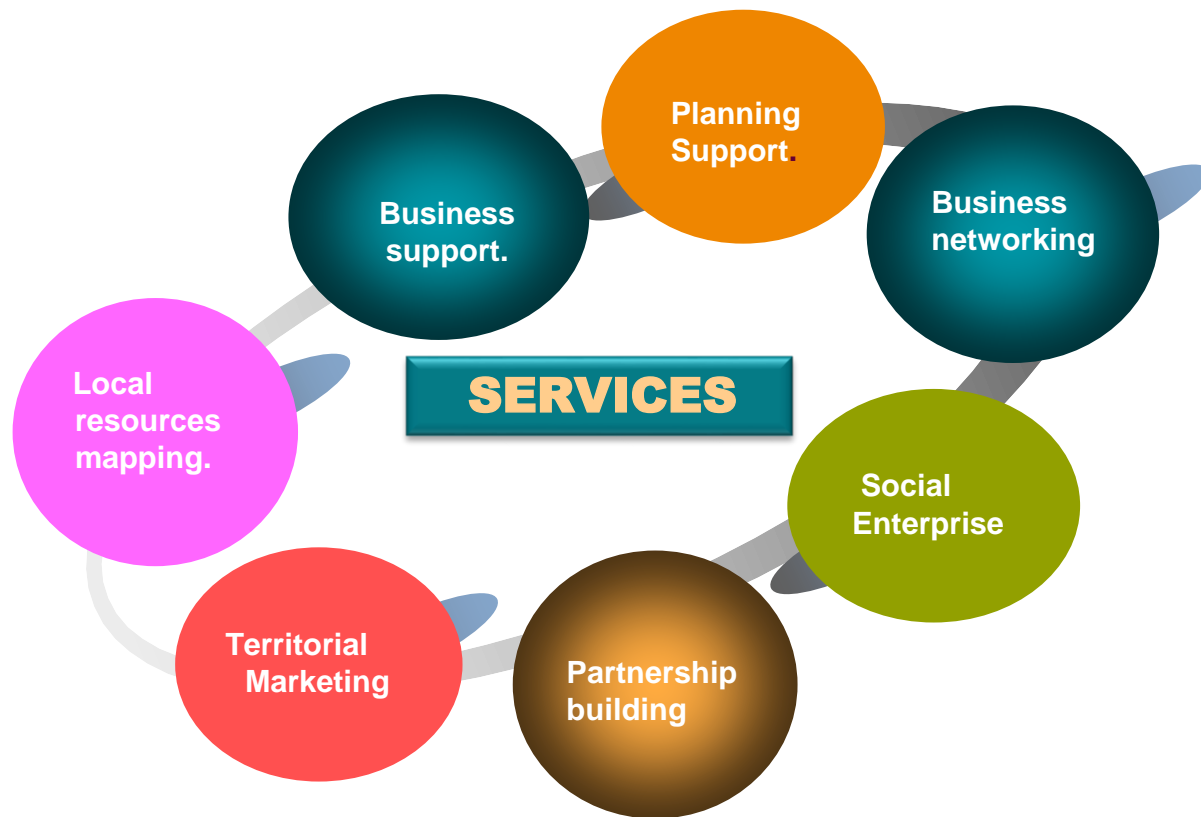 Planning
Support.
Business
support.
Business
networking
Local
resources
mapping.
SERVICES
Social
Enterprise
Territorial
Marketing
Partnership
building